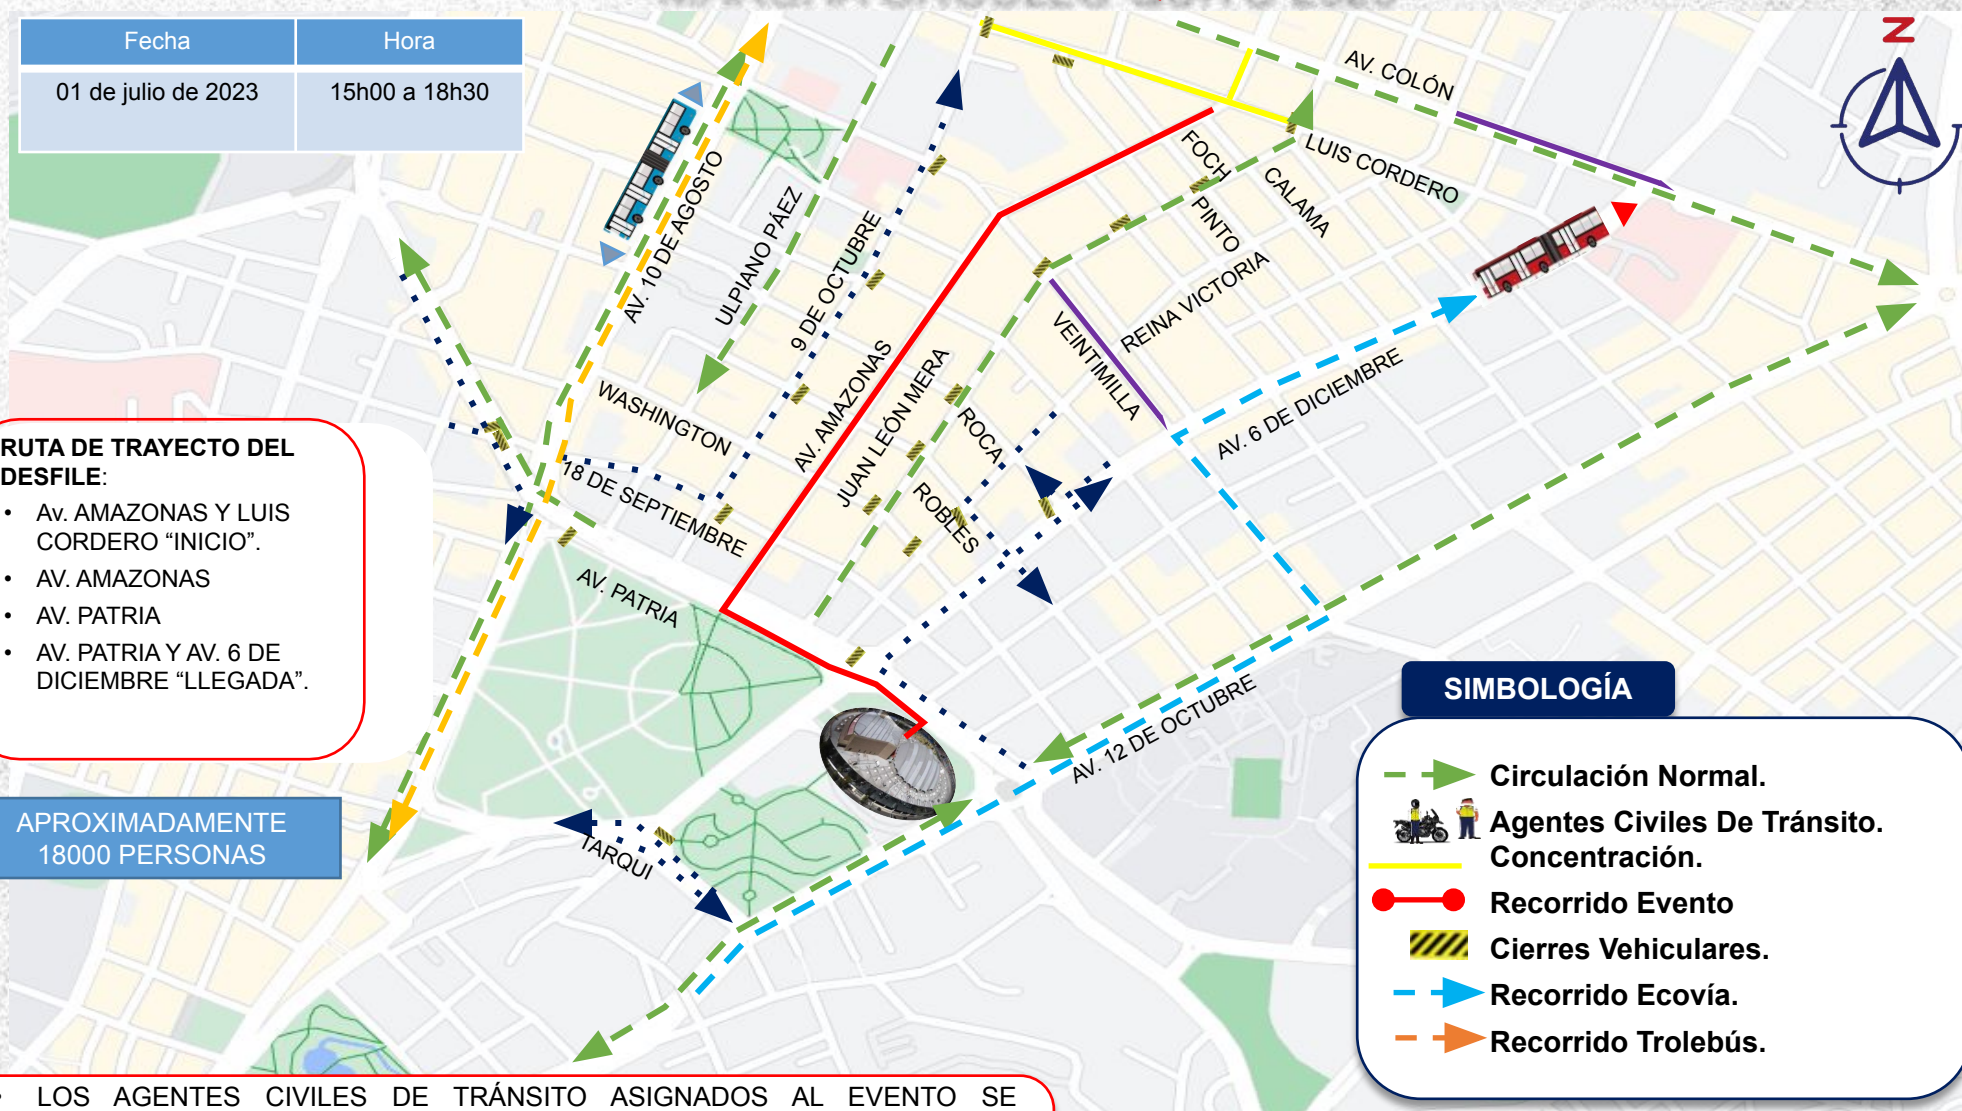 Fecha
Hora
01 de julio de 2023
15h00 a 18h30
N
AV. COLÓN
LUIS CORDERO
FOCH
CALAMA
PINTO
REINA VICTORIA
VEINTIMILLA
AV. 10 DE AGOSTO
ULPIANO PÁEZ
9 DE OCTUBRE
AV. AMAZONAS
JUAN LEÓN MERA
WASHINGTON
18 DE SEPTIEMBRE
ROCA
ROBLES
AV. 6 DE DICIEMBRE
AV. PATRIA
AV. 12 DE OCTUBRE
TARQUI
RUTA DE TRAYECTO DEL
DESFILE:
• Av. AMAZONAS Y LUIS
CORDERO “INICIO”.
• AV. AMAZONAS
• AV. PATRIA
• AV. PATRIA Y AV. 6 DE
DICIEMBRE “LLEGADA”.
APROXIMADAMENTE
18000 PERSONAS
SIMBOLOGÍA
Circulación Normal.
Agentes Civiles De Tránsito.
Concentración.
Recorrido Evento
Cierres Vehiculares.
Recorrido Ecovía.
Recorrido Trolebús.
• LOS AGENTES CIVILES DE TRÁNSITO ASIGNADOS AL EVENTO SE